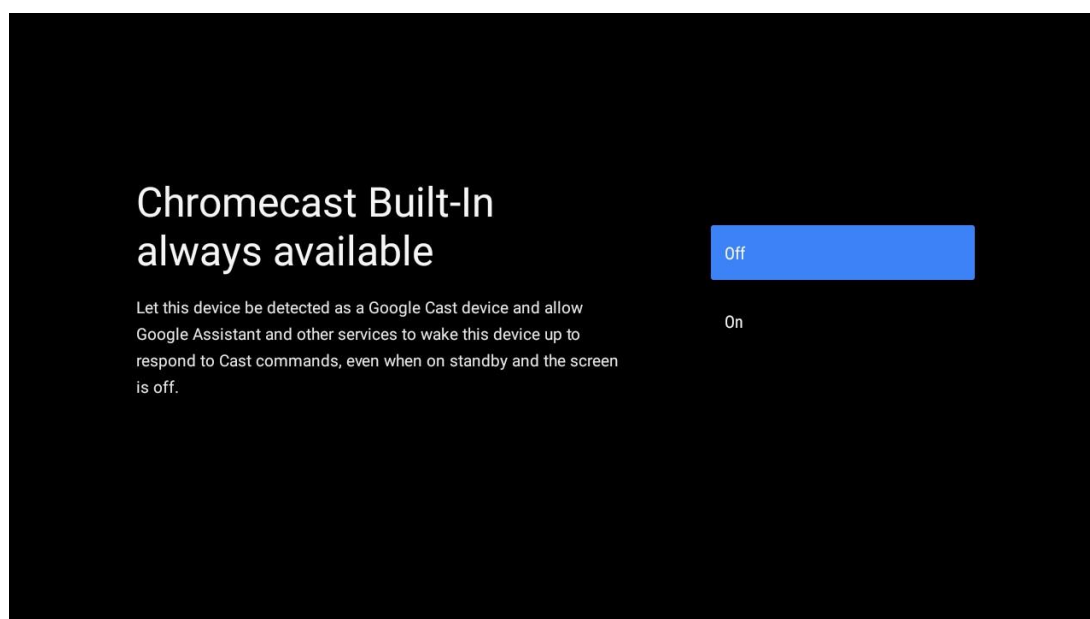 Chromecast Built-In
always available
Let this device be detected as a Google Cast device and allow
Google Assistant and other services to wake this device up to
respond to Cast commands, even when on standby and the screen
is off.
Off
On